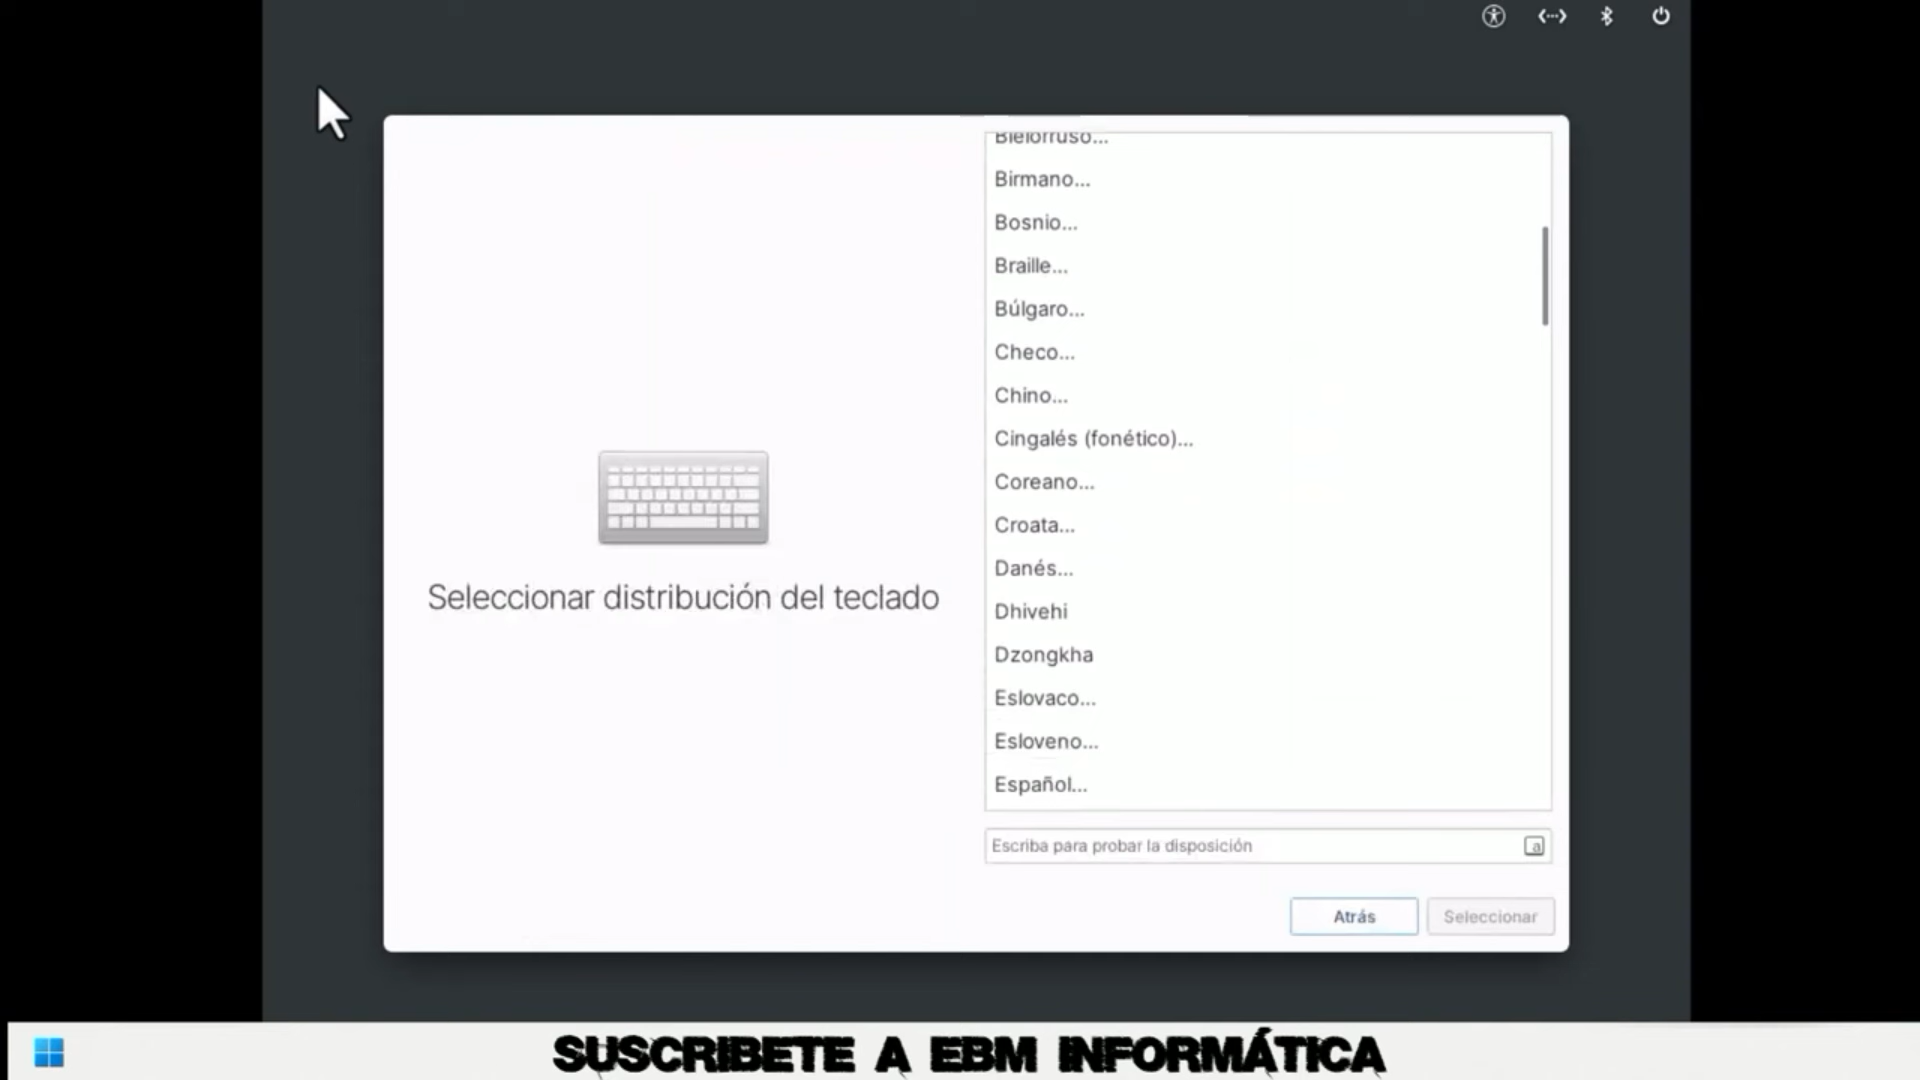 Bielorruso...
Birmano...
Bosnio...
Braille...
Búlgaro...
Checo...
Chino...
Cingalés (fonético)...
Coreano...
Croata...
Danés...
Dhivehi
Dzongkha
Eslovaco...
Esloveno...
Español...
Seleccionar distribución del teclado
Escriba para probar la disposición
Atrás
Seleccionar
SUSCRIBETE A EBM INFORMÁTICA